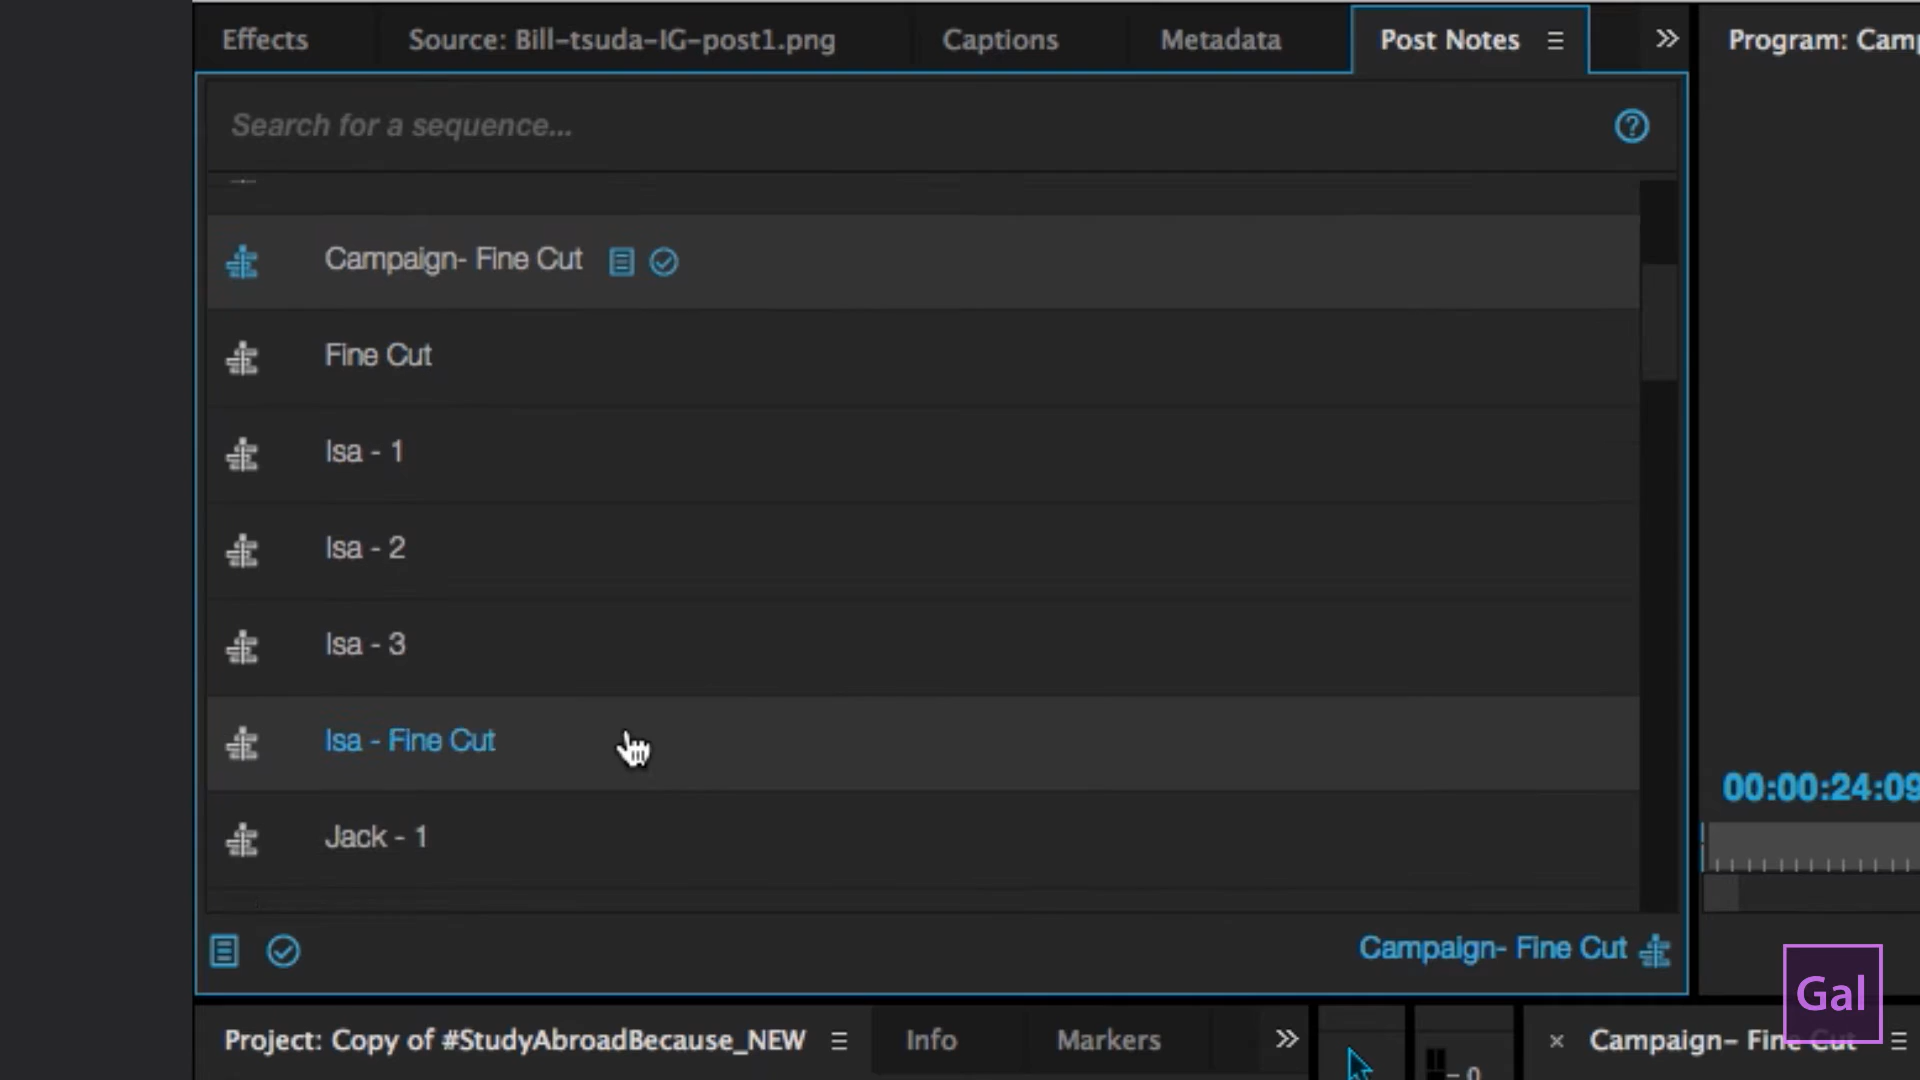 Effects
Source: Bill-tsuda-IG-post1.png
Captions
Metadata
Post Notes
Program: Camp
Search for a sequence...
Campaign- Fine Cut
Fine Cut
Isa - 1
Isa - 2
Isa - 3
Isa - Fine Cut
Jack - 1
00:00:24:09
Campaign- Fine Cut
Gal
Project: Copy of #StudyAbroadBecause_NEW
Info
Markers
Campaign- Fine Cut
-- 0